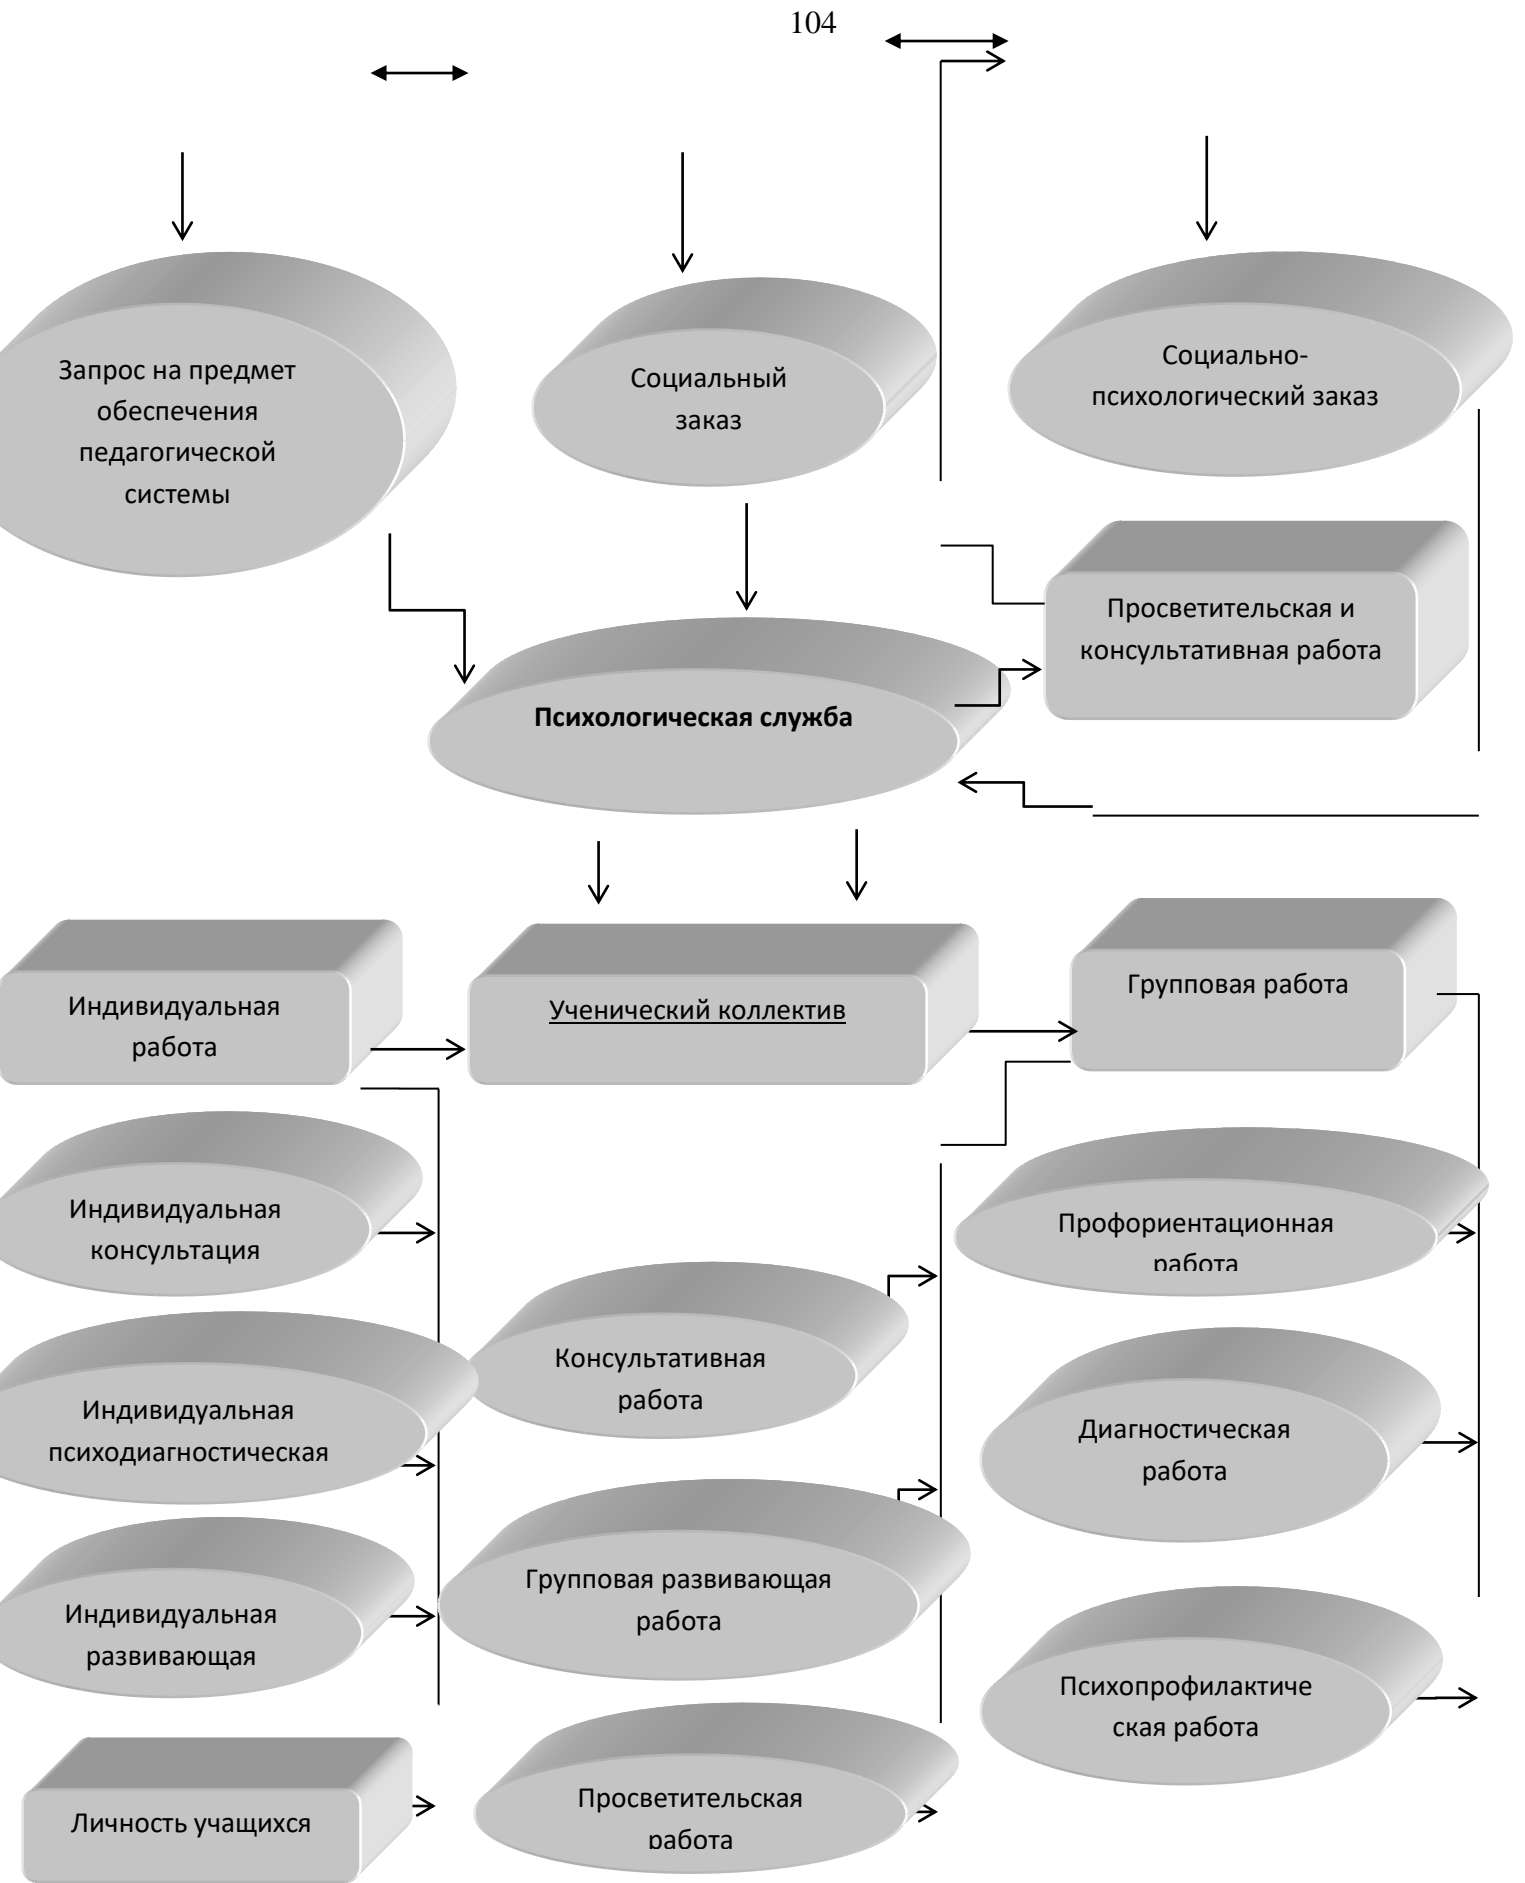 104
Запрос на предмет
обеспечения
педагогической
системы
Социальный
заказ
Социально-
психологический заказ
Просветительская и
консультативная работа
Психологическая служба
Индивидуальная
работа
Ученический коллектив
Групповая работа
Индивидуальная
консультация
Профориентационная
работа
Консультативная
работа
Индивидуальная
психодиагностическая
Диагностическая
работа
Групповая развивающая
работа
Индивидуальная
развивающая
Психопрофилактиче
ская работа
Просветительская
работа
Личность учащихся